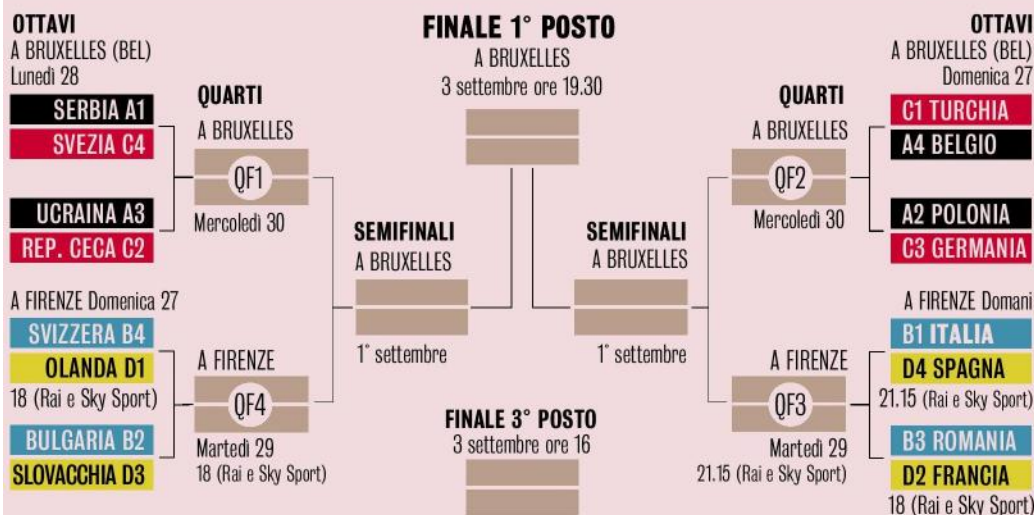 OTTAVI
A BRUXELLES (BEL)
Lunedì 28
SERBIA A1
SVEZIA C4
UCRAINA A3
REP. CECA C2
A FIRENZE Domenica 27
SVIZZERA B4
OLANDA D1
18 (Rai e Sky Sport)
BULGARIA B2
SLOVACCHIA D3
QUARTI
A BRUXELLES
QF1
Mercoledì 30
A FIRENZE
QF4
Martedì 29
18 (Rai e Sky Sport)
SEMIFINALI
A BRUXELLES
1° settembre
FINALE 1° POSTO
A BRUXELLES
3 settembre ore 19.30
FINALE 3° POSTO
3 settembre ore 16
SEMIFINALI
A BRUXELLES
1° settembre
QUARTI
A BRUXELLES
QF2
Mercoledì 30
A FIRENZE
QF3
Martedì 29
21.15 (Rai e Sky Sport)
OTTAVI
A BRUXELLES (BEL)
Domenica 27
C1 TURCHIA
A4 BELGIO
A2 POLONIA
C3 GERMANIA
A FIRENZE Domani
B1 ITALIA
D4 SPAGNA
21.15 (Rai e Sky Sport)
B3 ROMANIA
D2 FRANCIA
18 (Rai e Sky Sport)